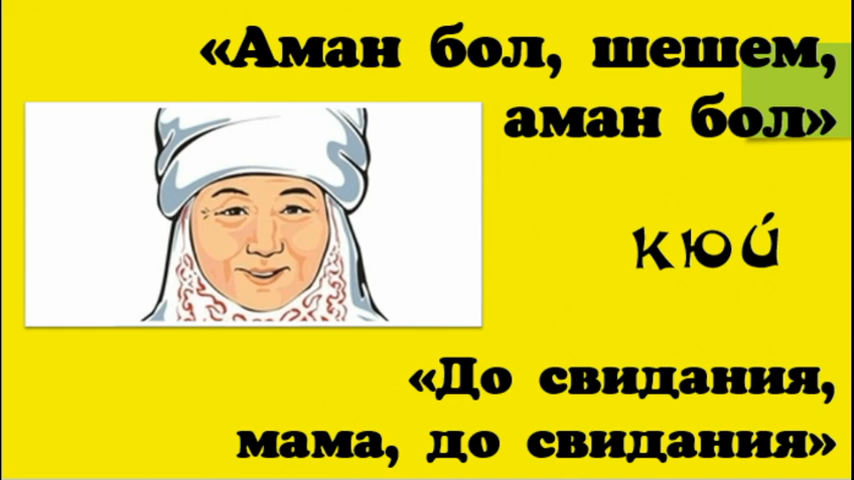 «Аман бол, шешем,
аман бол»
кюй
«До свидания,
мама, до свидания»